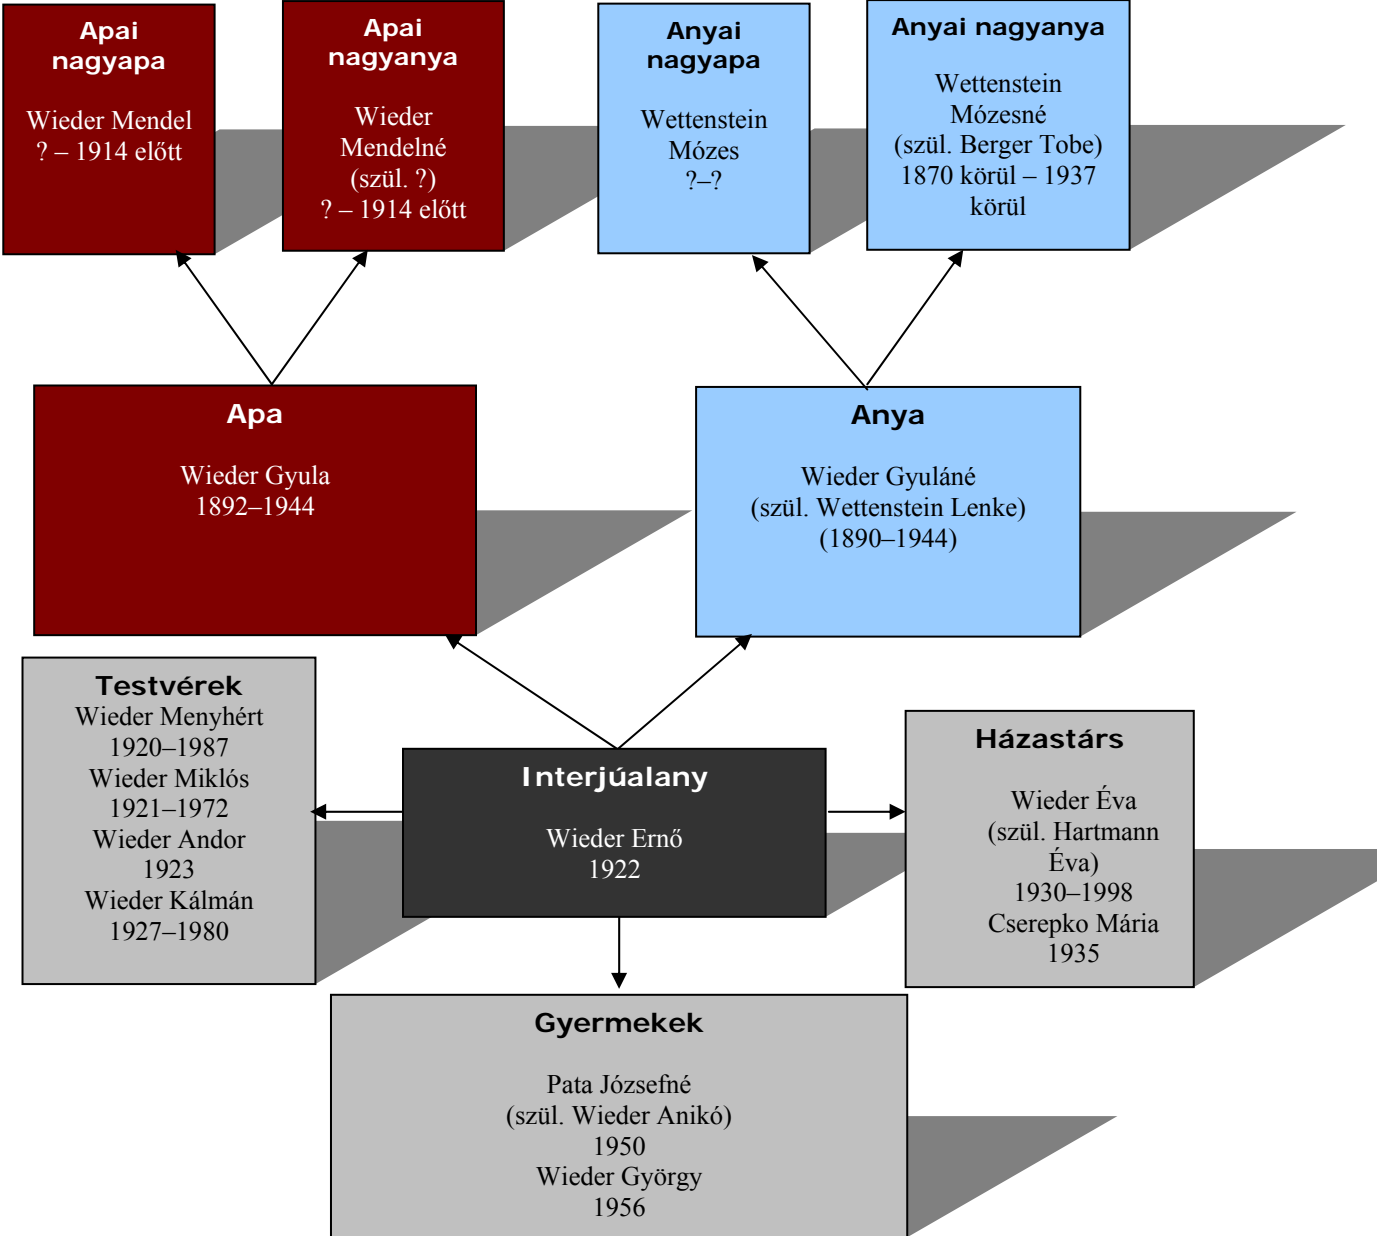 Apai
nagyapa
Wieder Mendel
? – 1914 előtt
Apai
nagyanya
Wieder
Mendelné
(szül. ?)
? – 1914 előtt
Anyai
nagyapa
Wettenstein
Mózes
?–?
Anyai nagyanya
Wettenstein
Mózesné
(szül. Berger Tobe)
1870 körül – 1937
körül
Apa
Wieder Gyula
1892–1944
Anya
Wieder Gyuláné
(szül. Wettenstein Lenke)
(1890–1944)
Testvérek
Wieder Menyhért
1920–1987
Wieder Miklós
1921–1972
Wieder Andor
1923
Wieder Kálmán
1927–1980
Interjúalany
Wieder Ernő
1922
Házastárs
Wieder Éva
(szül. Hartmann
Éva)
1930–1998
Cserepko Mária
1935
Gyermekek
Pata Józsefné
(szül. Wieder Anikó)
1950
Wieder György
1956